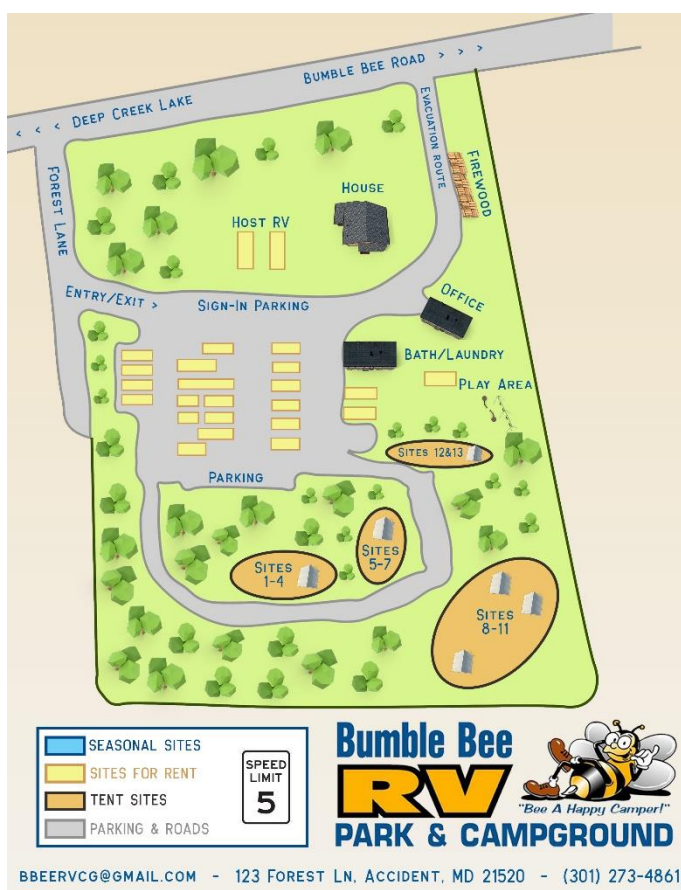 BUMBLE BEE ROAD > > >
< < < DEEP CREEK LAKE
EVACUATION ROUTE
FIREWOOD
FOREST LANE
HOUSE
HOST RV
ENTRY/EXIT >
SIGN-IN PARKING
OFFICE
BATH/LAUNDRY
PLAY AREA
SITES 12&13
PARKING
SITES
5-7
SITES
1-4
SITES
8-11
SEASONAL SITES
SITES FOR RENT
TENT SITES
PARKING & ROADS
SPEED
LIMIT
5
Bumble Bee
RV
"Bee A Happy Camper!"
PARK & CAMPGROUND
BBEERVCG@GMAIL.COM - 123 FOREST LN, ACCIDENT, MD 21520 - (301) 273-4861